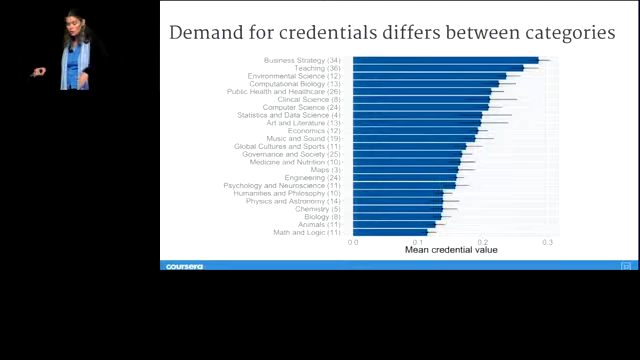 Demand for credentials differs between categories
Business Strategy (34)
Teaching (36)
Environmental Science (12)
Computational Biology (13)
Public Health and Healthcare (26)
Clinical Science (8)
Computer Science (24)
Statistics and Data Science (4)
Art and Literature (13)
Economics (12)
Music and Sound (19)
Global Cultures and Sports (11)
Governance and Society (25)
Medicine and Nutrition (10)
Maps (3)
Engineering (24)
Psychology and Neuroscience (11)
Humanities and Philosophy (10)
Physics and Astronomy (14)
Chemistry (5)
Biology (8)
Animals (11)
Math and Logic (11)
0.0 0.1 0.2 0.3
Mean credential value
coursera